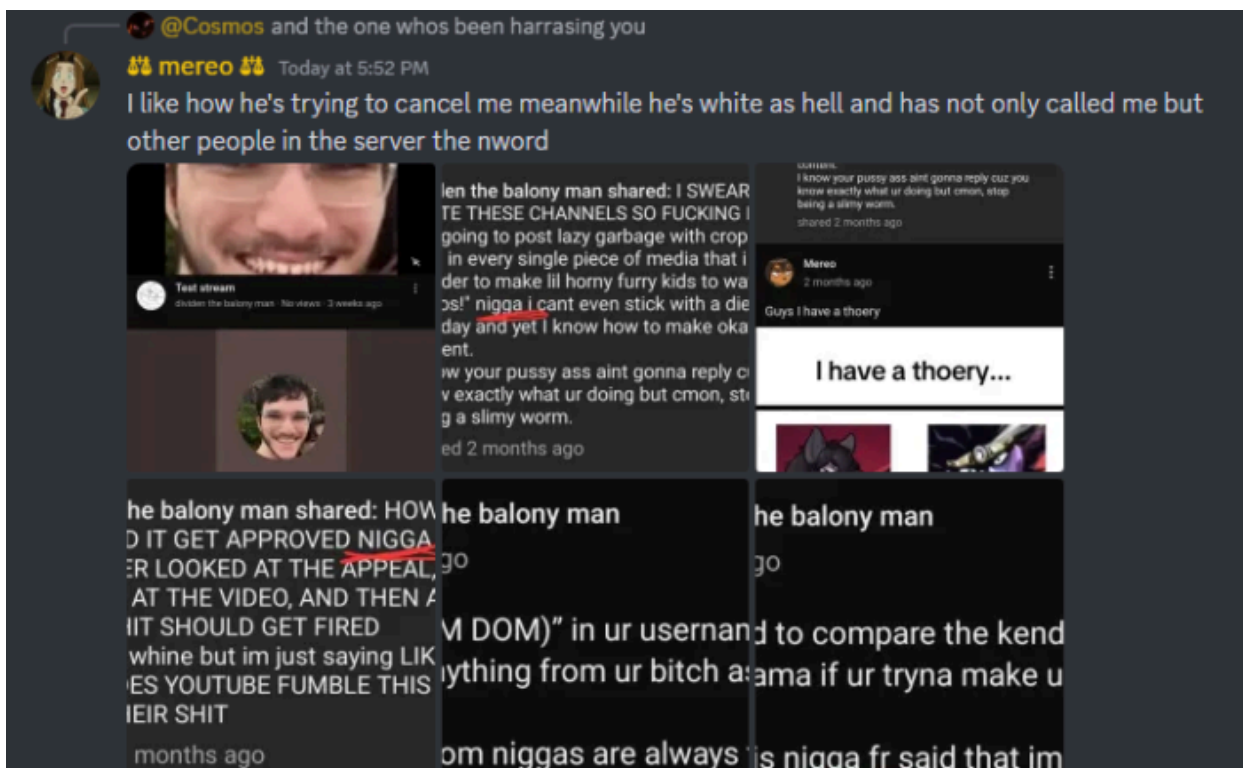 @Cosmos and the one whos been harrasing you
mereo Today at 5:52 PM
I like how he's trying to cancel me meanwhile he's white as hell and has not only called me but
other people in the server the nword
Test stream
dividen the balony man · No views · 3 weeks ago
len the balony man shared: I SWEAR
TE THESE CHANNELS SO FUCKING
going to post lazy garbage with crop
in every single piece of media that i
der to make lil horny furry kids to wa
os!" nigga i cant even stick with a die
day and yet I know how to make oka
ent.
ow your pussy ass aint gonna reply cu
v exactly what ur doing but cmon, sto
g a slimy worm.
ed 2 months ago
content.
I know your pussy ass aint gonna reply cuz you
know exactly what ur doing but cmon, stop
being a slimy worm.
shared 2 months ago
Mereo
2 months ago
Guys I have a thoery
I have a thoery...
he balony man shared: HOW
D IT GET APPROVED NIGGA
ER LOOKED AT THE APPEAL,
AT THE VIDEO, AND THEN A
HIT SHOULD GET FIRED
whine but im just saying LIK
ES YOUTUBE FUMBLE THIS
HEIR SHIT
months ago
he balony man
go
M DOM)" in ur usernam
ything from ur bitch as
om niggas are always
he balony man
go
d to compare the kend
ama if ur tryna make u
is nigga fr said that im